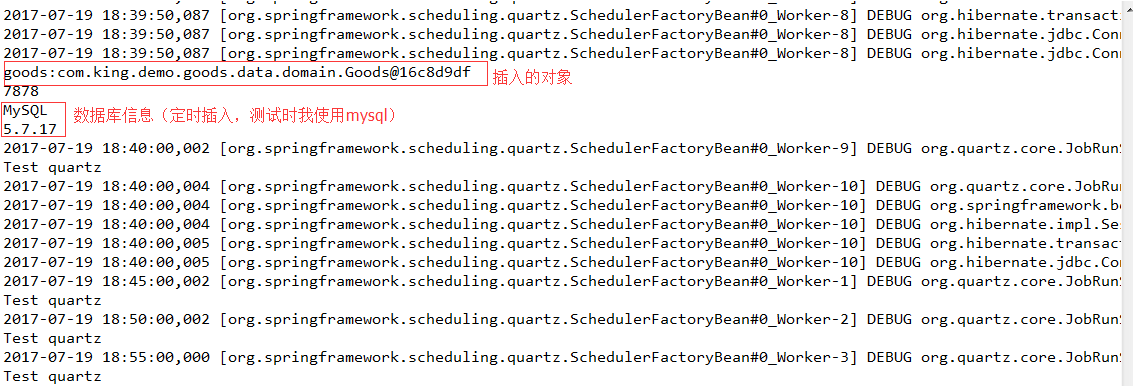 2017-07-19 18:39:50,087 [org.springframework.scheduling.quartz.SchedulerFactoryBean#0_Worker-8] DEBUG org.hibernate.transacti
2017-07-19 18:39:50,087 [org.springframework.scheduling.quartz.SchedulerFactoryBean#0_Worker-8] DEBUG org.hibernate.jdbc.Conn
2017-07-19 18:39:50,087 [org.springframework.scheduling.quartz.SchedulerFactoryBean#0_Worker-8] DEBUG org.hibernate.jdbc.Conn
goods:com.king.demo.goods.data.domain.Goods@16c8d9df 插入的对象
7878
MySQL
数据库信息（定时插入，测试时我使用mysql）
5.7.17
2017-07-19 18:40:00,002 [org.springframework.scheduling.quartz.SchedulerFactoryBean#0_Worker-9] DEBUG org.quartz.core.JobRunS
Test quartz
2017-07-19 18:40:00,004 [org.springframework.scheduling.quartz.SchedulerFactoryBean#0_Worker-10] DEBUG org.quartz.core.JobRun
2017-07-19 18:40:00,004 [org.springframework.scheduling.quartz.SchedulerFactoryBean#0_Worker-10] DEBUG org.springframework.be
2017-07-19 18:40:00,004 [org.springframework.scheduling.quartz.SchedulerFactoryBean#0_Worker-10] DEBUG org.hibernate.impl.Ses
2017-07-19 18:40:00,005 [org.springframework.scheduling.quartz.SchedulerFactoryBean#0_Worker-10] DEBUG org.hibernate.transact
2017-07-19 18:40:00,005 [org.springframework.scheduling.quartz.SchedulerFactoryBean#0_Worker-10] DEBUG org.hibernate.jdbc.Con
2017-07-19 18:45:00,002 [org.springframework.scheduling.quartz.SchedulerFactoryBean#0_Worker-1] DEBUG org.quartz.core.JobRunS
Test quartz
2017-07-19 18:50:00,002 [org.springframework.scheduling.quartz.SchedulerFactoryBean#0_Worker-2] DEBUG org.quartz.core.JobRunS
Test quartz
2017-07-19 18:55:00,000 [org.springframework.scheduling.quartz.SchedulerFactoryBean#0_Worker-3] DEBUG org.quartz.core.JobRunS
Test quartz